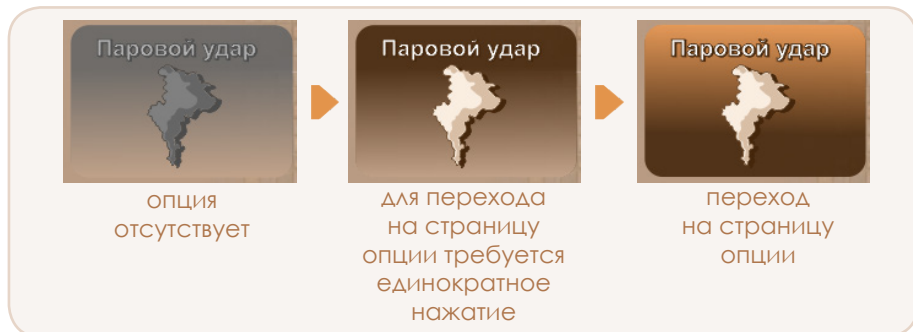 Паровой удар
Паровой удар
Паровой удар
опция
отсутствует
для перехода
на страницу
опции требуется
единократное
нажатие
переход
на страницу
опции